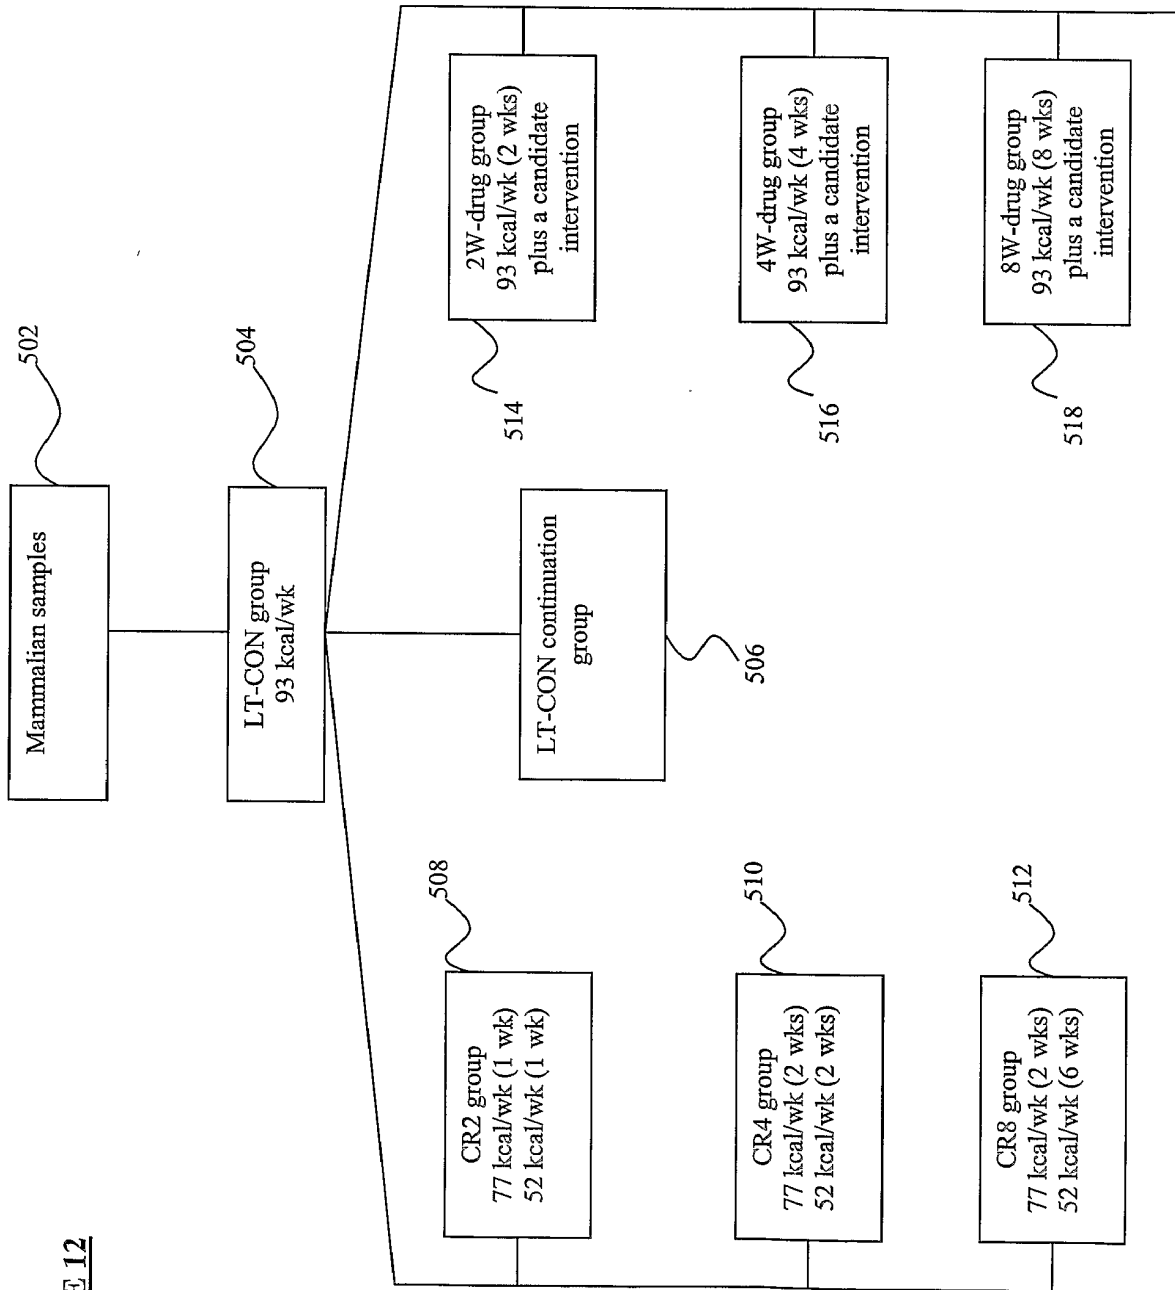 Mammalian samples
502
LT-CON group
93 kcal/wk
504
LT-CON continuation
group
506
CR2 group
77 kcal/wk (1 wk)
52 kcal/wk (1 wk)
508
CR4 group
77 kcal/wk (2 wks)
52 kcal/wk (2 wks)
510
CR8 group
77 kcal/wk (2 wks)
52 kcal/wk (6 wks)
512
2W-drug group
93 kcal/wk (2 wks)
plus a candidate
intervention
514
4W-drug group
93 kcal/wk (4 wks)
plus a candidate
intervention
516
8W-drug group
93 kcal/wk (8 wks)
plus a candidate
intervention
518
E 12